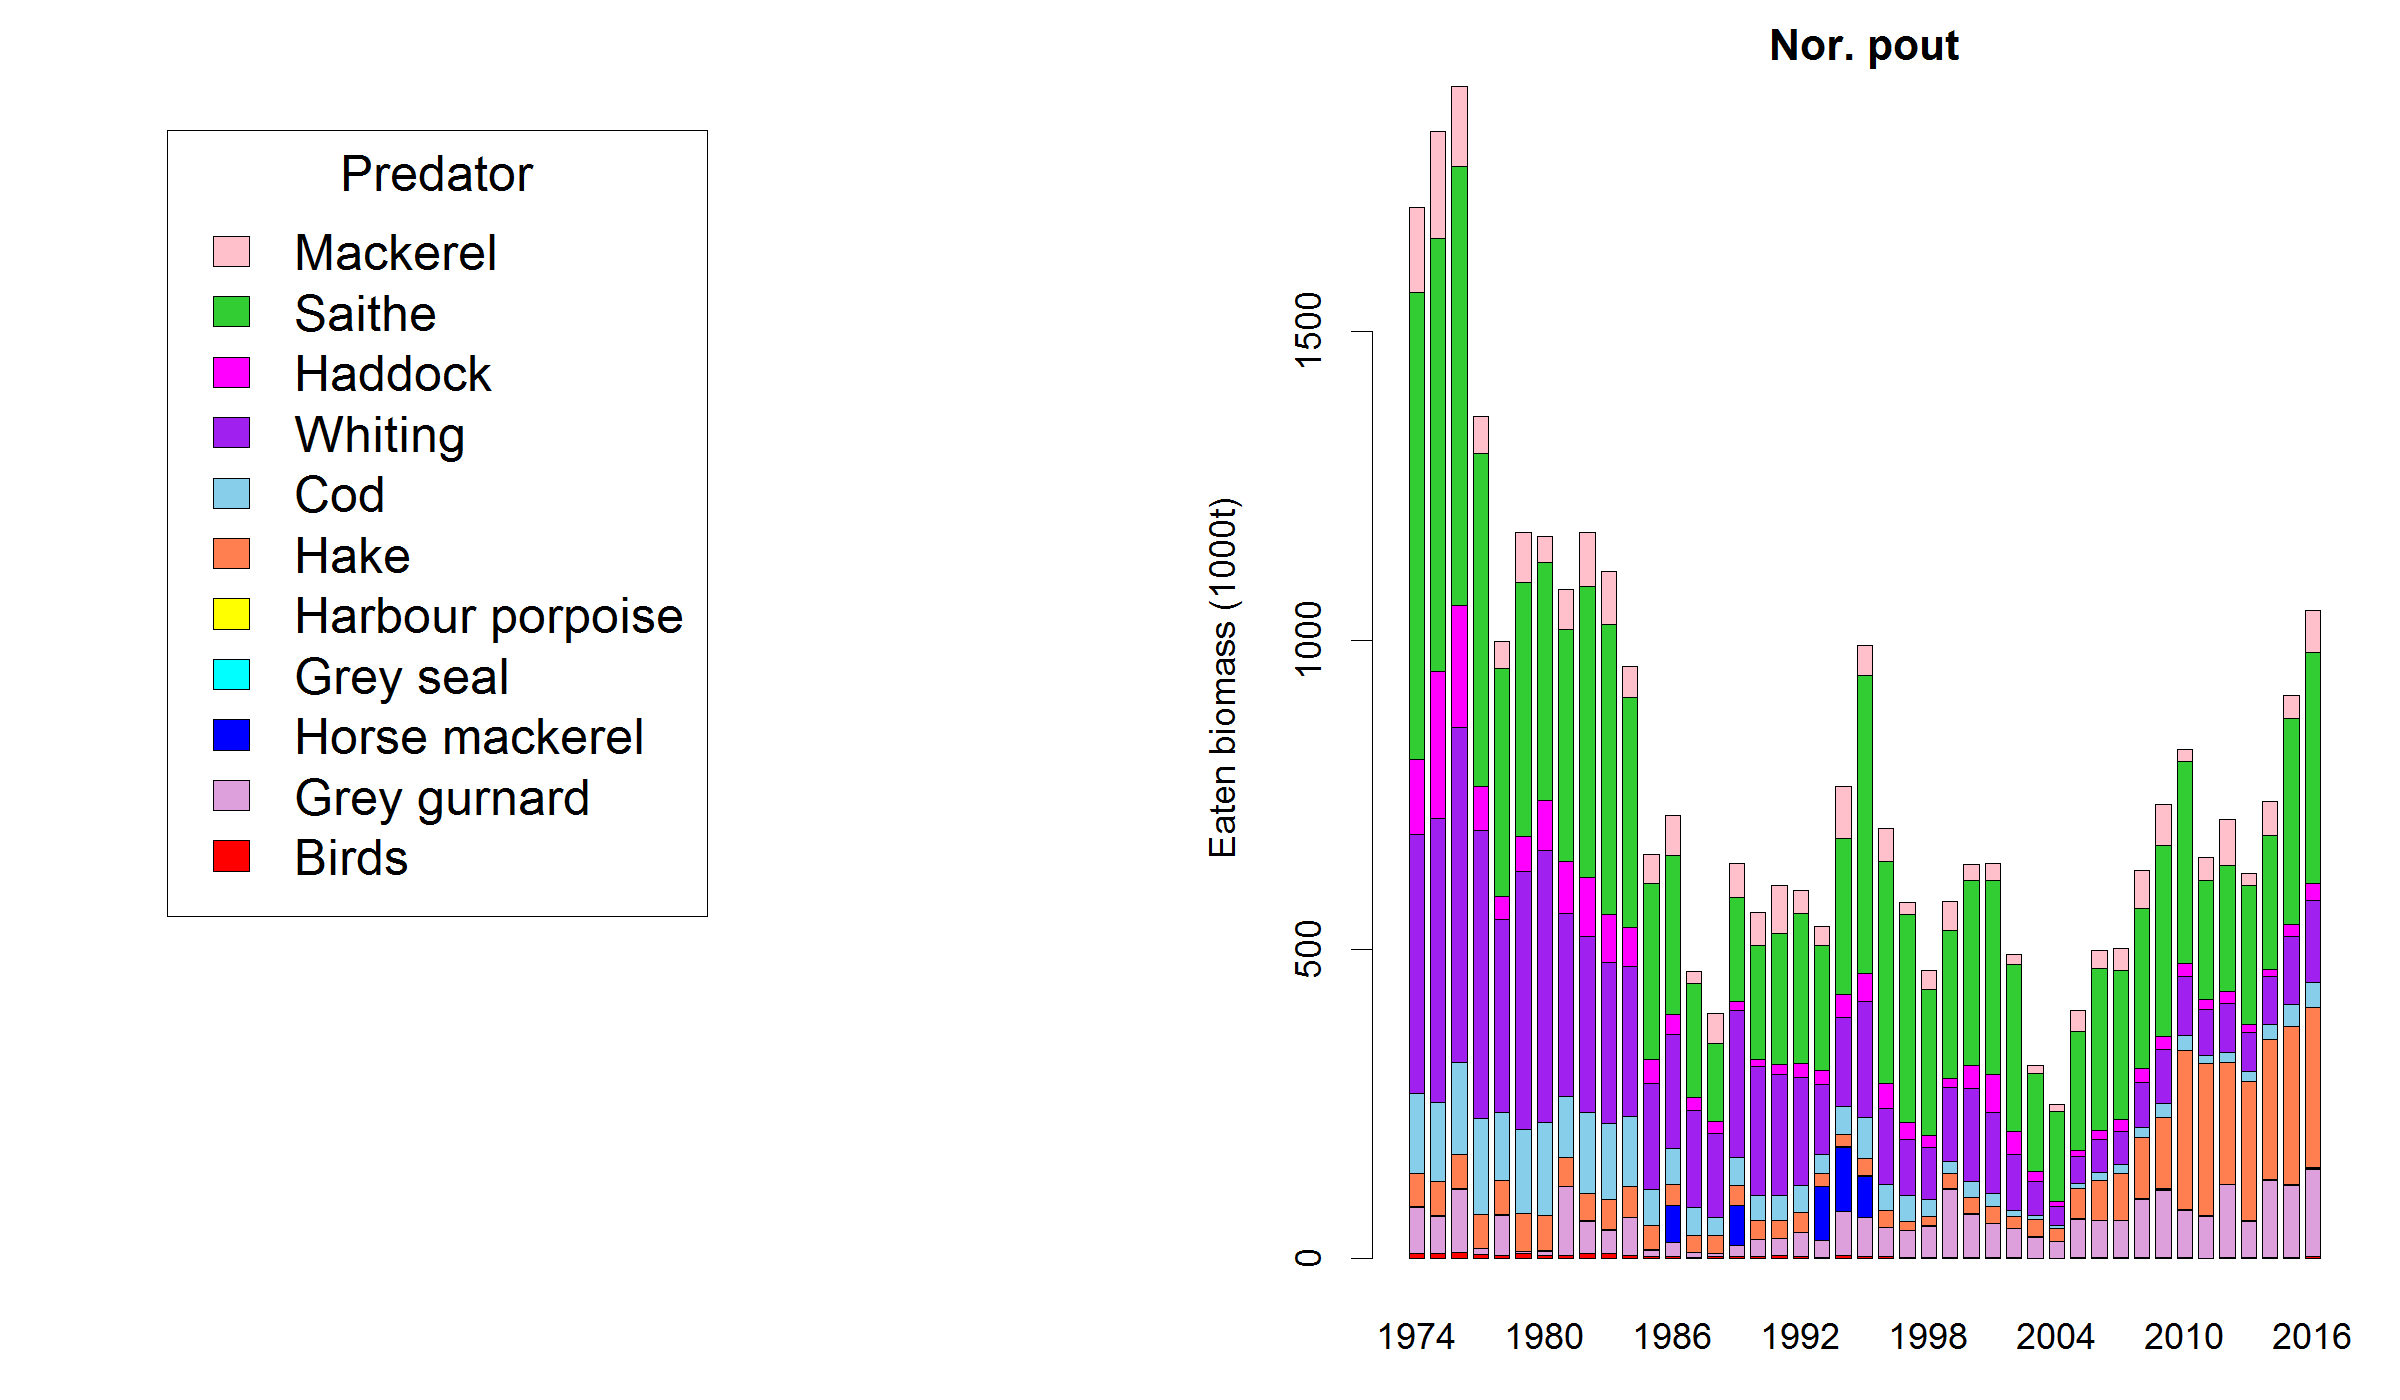 Predator
Mackerel
Saithe
Haddock
Whiting
Cod
Hake
Harbour porpoise
Grey seal
Horse mackerel
Grey gurnard
Birds
Nor. pout
Eaten biomass (1000t)
1500
1000
500
0
1974 1980 1986 1992 1998 2004 2010 2016